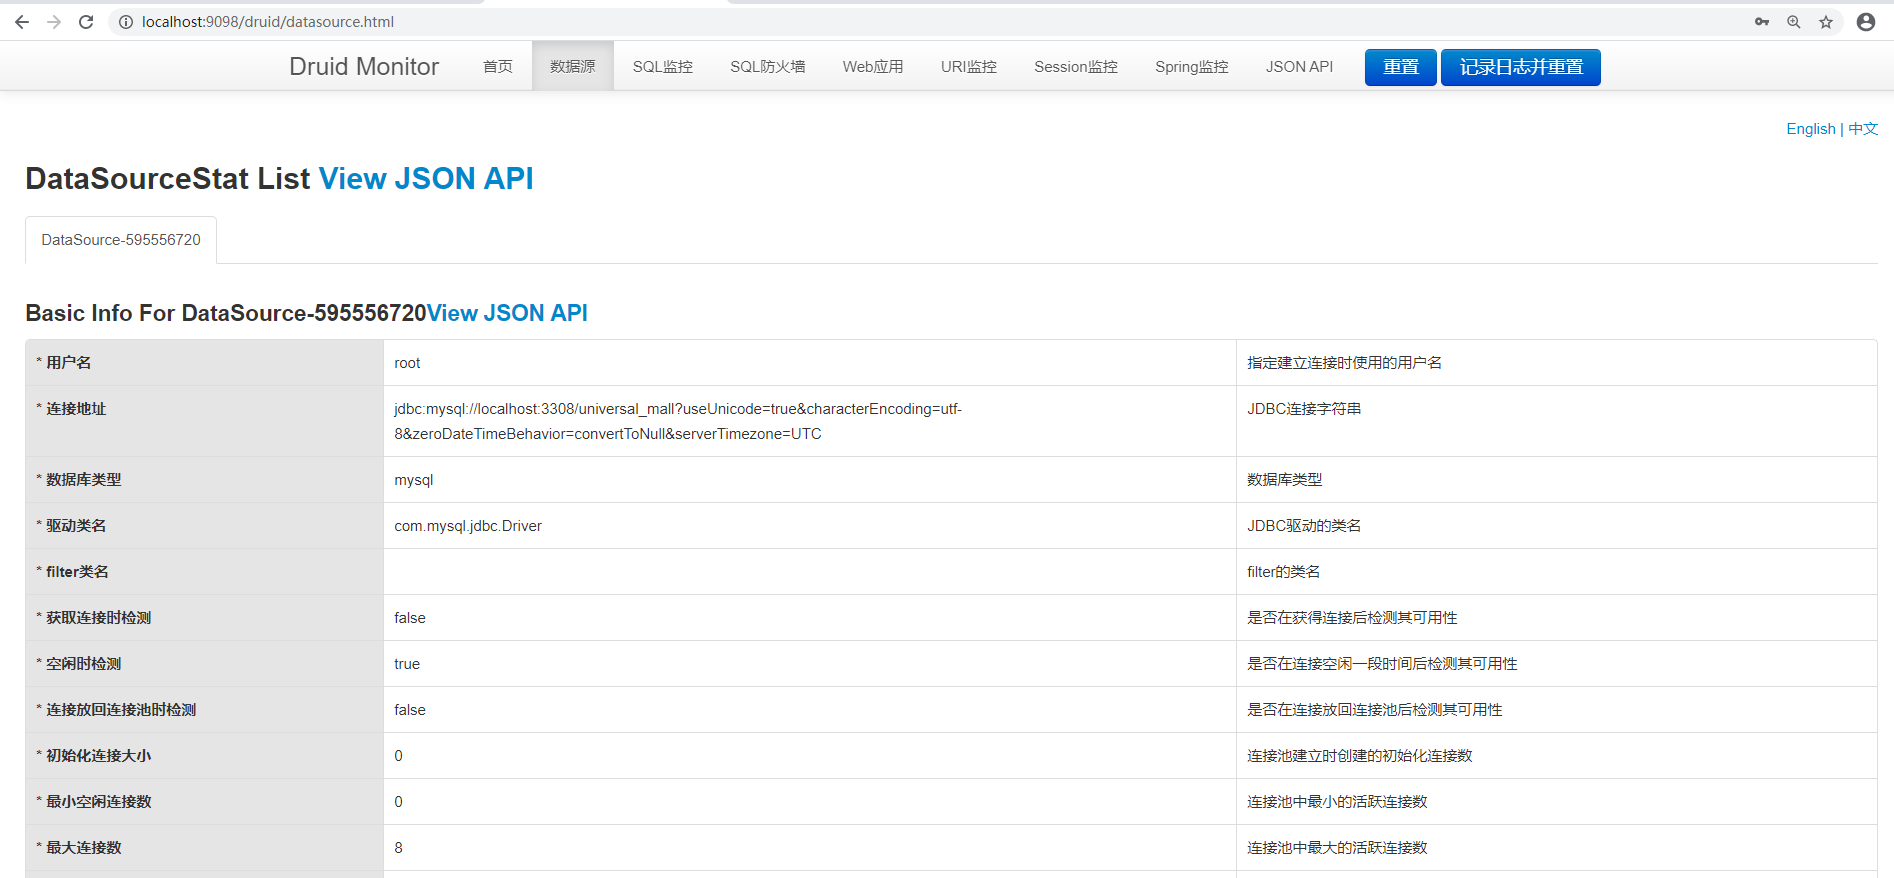 localhost:9098/druid/datasource.html
Druid Monitor 首页 数据源 SQL监控 SQL防火墙 Web应用 URI监控 Session监控 Spring监控 JSON API 重置 记录日志并重置
English | 中文
DataSourceStat List View JSON API
DataSource-595556720
Basic Info For DataSource-595556720View JSON API
* 用户名 root 指定建立连接时使用的用户名
* 连接地址 jdbc:mysql://localhost:3308/universal_mall?useUnicode=true&characterEncoding=utf- JDBC连接字符串
8&zeroDateTimeBehavior=convertToNull&serverTimezone=UTC
* 数据库类型 mysql 数据库类型
* 驱动类名 com.mysql.jdbc.Driver JDBC驱动的类名
* filter类名 filter的类名
* 获取连接时检测 false 是否在获得连接后检测其可用性
* 空闲时检测 true 是否在连接空闲一段时间后检测其可用性
* 连接放回连接池时检测 false 是否在连接放回连接池后检测其可用性
* 初始化连接大小 0 连接池建立时创建的初始化连接数
* 最小空闲连接数 0 连接池中最小的活跃连接数
* 最大连接数 8 连接池中最大的活跃连接数